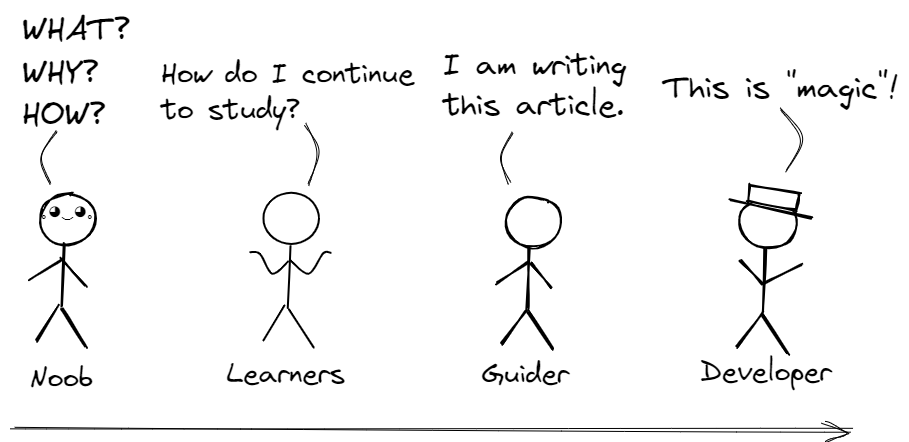 WHAT?
WHY?
HOW?
How do I continue
to study?
I am writing
this article.
This is "magic"!
Noob
Learners
Guider
Developer